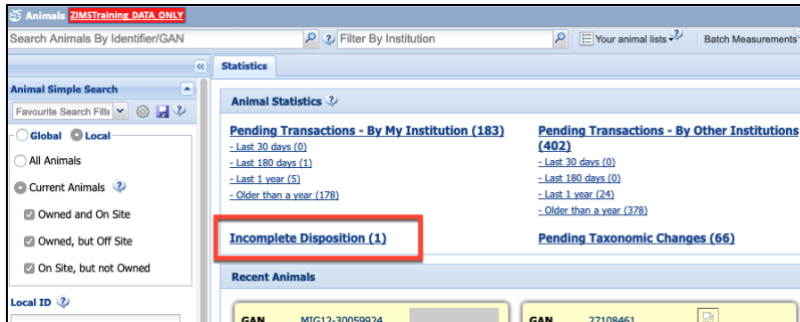 Animals ZIMSTraining DATA ONLY
Search Animals By Identifier/GAN
Filter By Institution
Your animal lists
Batch Measurements
Statistics
Animal Simple Search
Favourite Search Filte
Global Local
All Animals
Current Animals
Owned and On Site
Owned, but Off Site
On Site, but not Owned
Local ID
Animal Statistics
Pending Transactions - By My Institution (183)
- Last 30 days (0)
- Last 180 days (1)
- Last 1 year (5)
- Older than a year (178)
Pending Transactions - By Other Institutions
(402)
- Last 30 days (0)
- Last 180 days (0)
- Last 1 year (24)
- Older than a year (378)
Incomplete Disposition (1)
Pending Taxonomic Changes (66)
Recent Animals
GAN MIG12-30059924
GAN 27108461